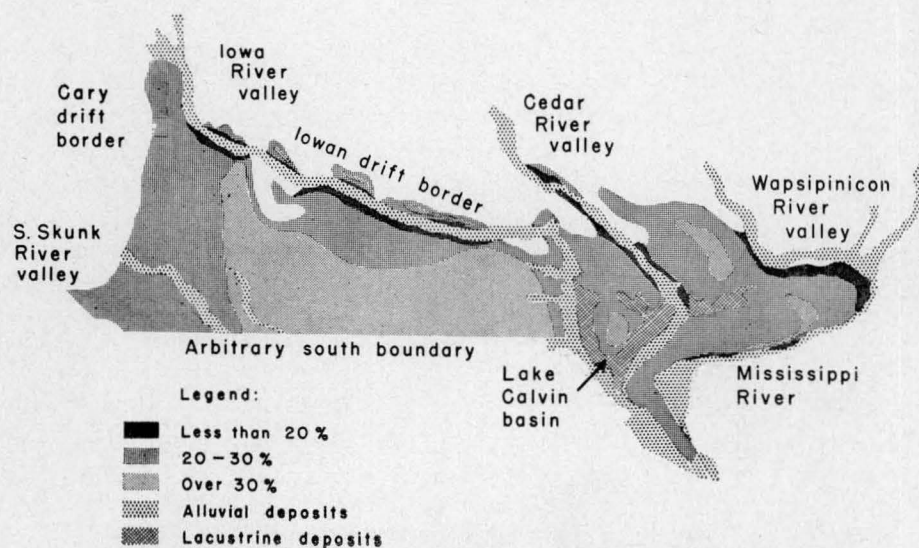 Iowa
River
valley
Cary
drift
border
Iowan drift border
Cedar
River
valley
Wapsipinicon
River
valley
S. Skunk
River
valley
Arbitrary south boundary
Lake
Calvin
basin
Mississippi
River
Legend:
Less than 20%
20-30%
Over 30%
Alluvial deposits
Lacustrine deposits